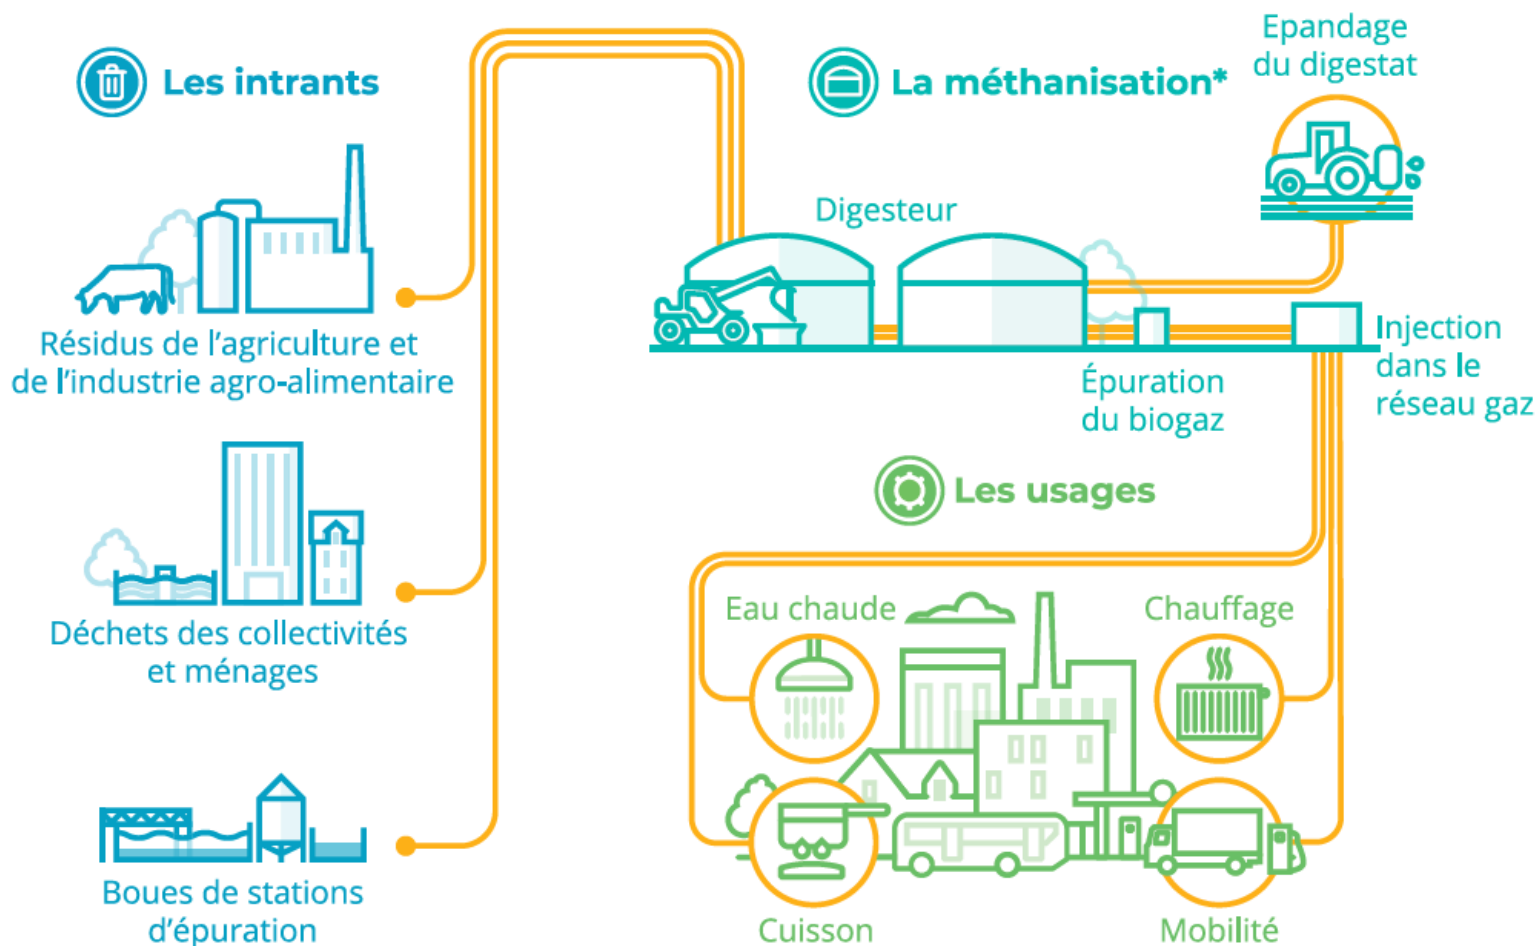 Les intrants
Résidus de l'agriculture et
de l'industrie agro-alimentaire
Déchets des collectivités
et ménages
Boues de stations
d'épuration
La méthanisation*
Epandage
du digestat
Digesteur
Épuration
du biogaz
Injection
dans le
réseau gaz
Les usages
Eau chaude
Chauffage
Cuisson
Mobilité